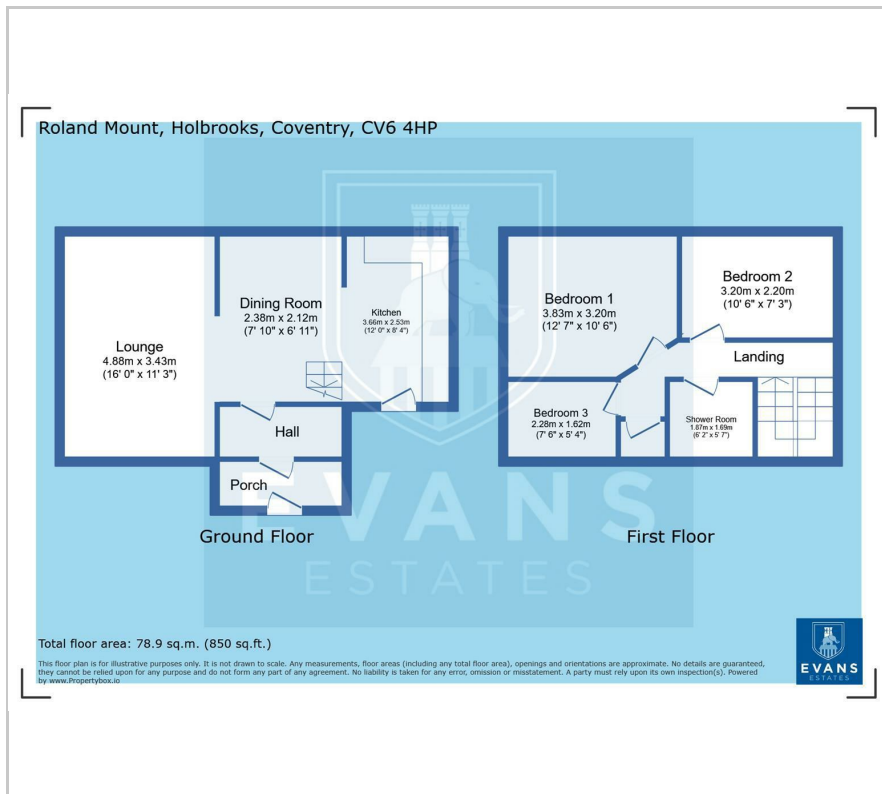 Roland Mount, Holbrooks, Coventry, CV6 4HP
Lounge
4.88m x 3.43m
(16' 0" x 11' 3")
Dining Room
2.38m x 2.12m
(7' 10" x 6' 11")
Kitchen
3.66m x 2.53m
(12' 0" x 8' 4")
Hall
Porch
Ground Floor
Bedroom 1
3.83m x 3.20m
(12' 7" x 10' 6")
Bedroom 2
3.20m x 2.20m
(10' 6" x 7' 3")
Landing
Bedroom 3
2.28m x 1.62m
(7' 6" x 5' 4")
Shower Room
1.87m x 1.69m
(6' 2" x 5' 7")
First Floor
EVANS
ESTATES
Total floor area: 78.9 sq.m. (850 sq.ft.)
This floor plan is for illustrative purposes only. It is not drawn to scale. Any measurements, floor areas (including any total floor area), openings and orientations are approximate. No details are guaranteed,
they cannot be relied upon for any purpose and do not form any part of any agreement. No liability is taken for any error, omission or misstatement. A party must rely upon its own inspection(s). Powered
by www.Propertybox.io
EVANS
ESTATES